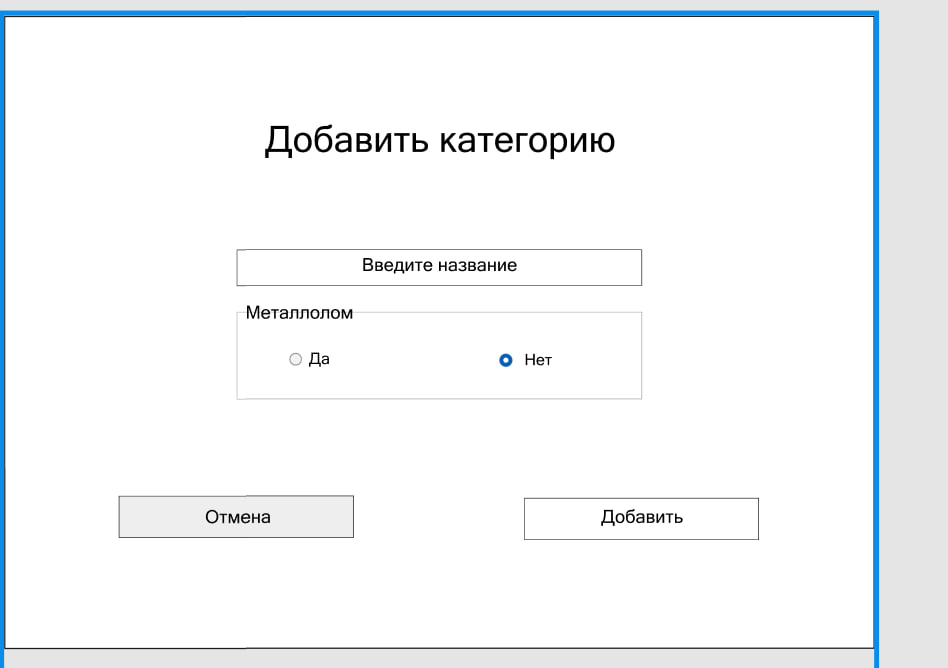 Добавить категорию
Введите название
Металлолом
Да
Нет
Отмена
Добавить